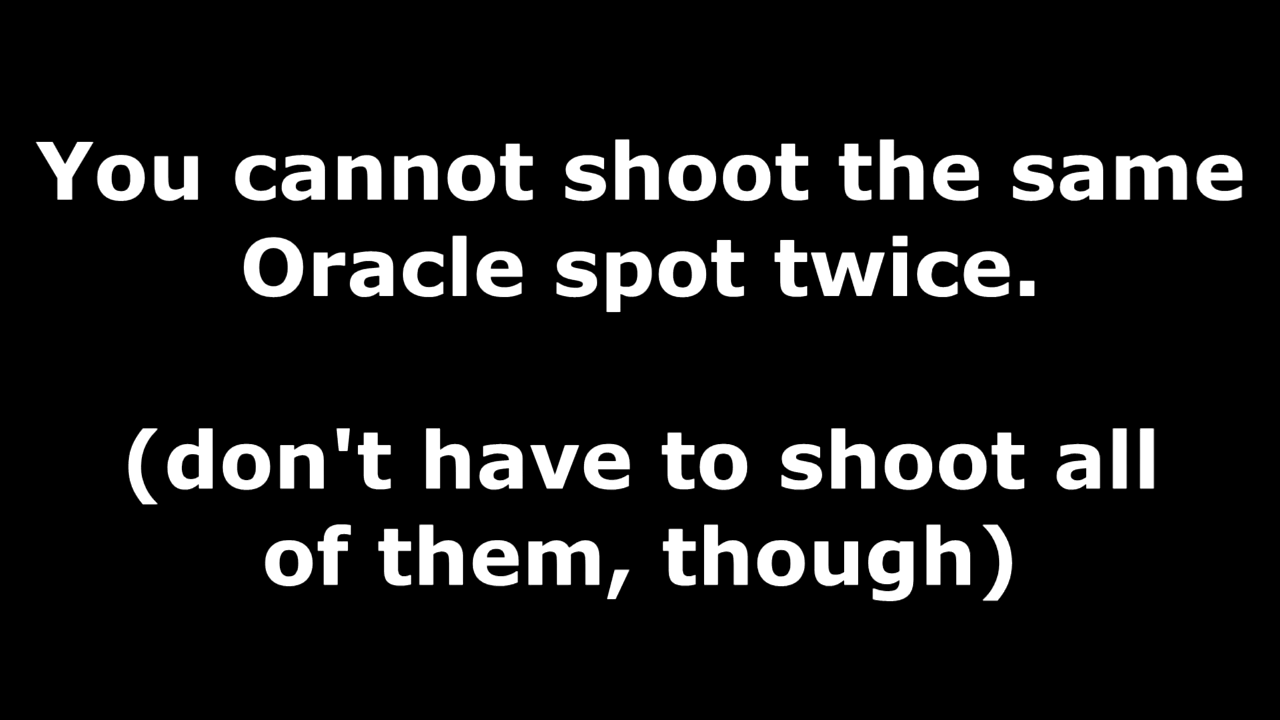 You cannot shoot the same
Oracle spot twice.
(don't have to shoot all
of them, though)